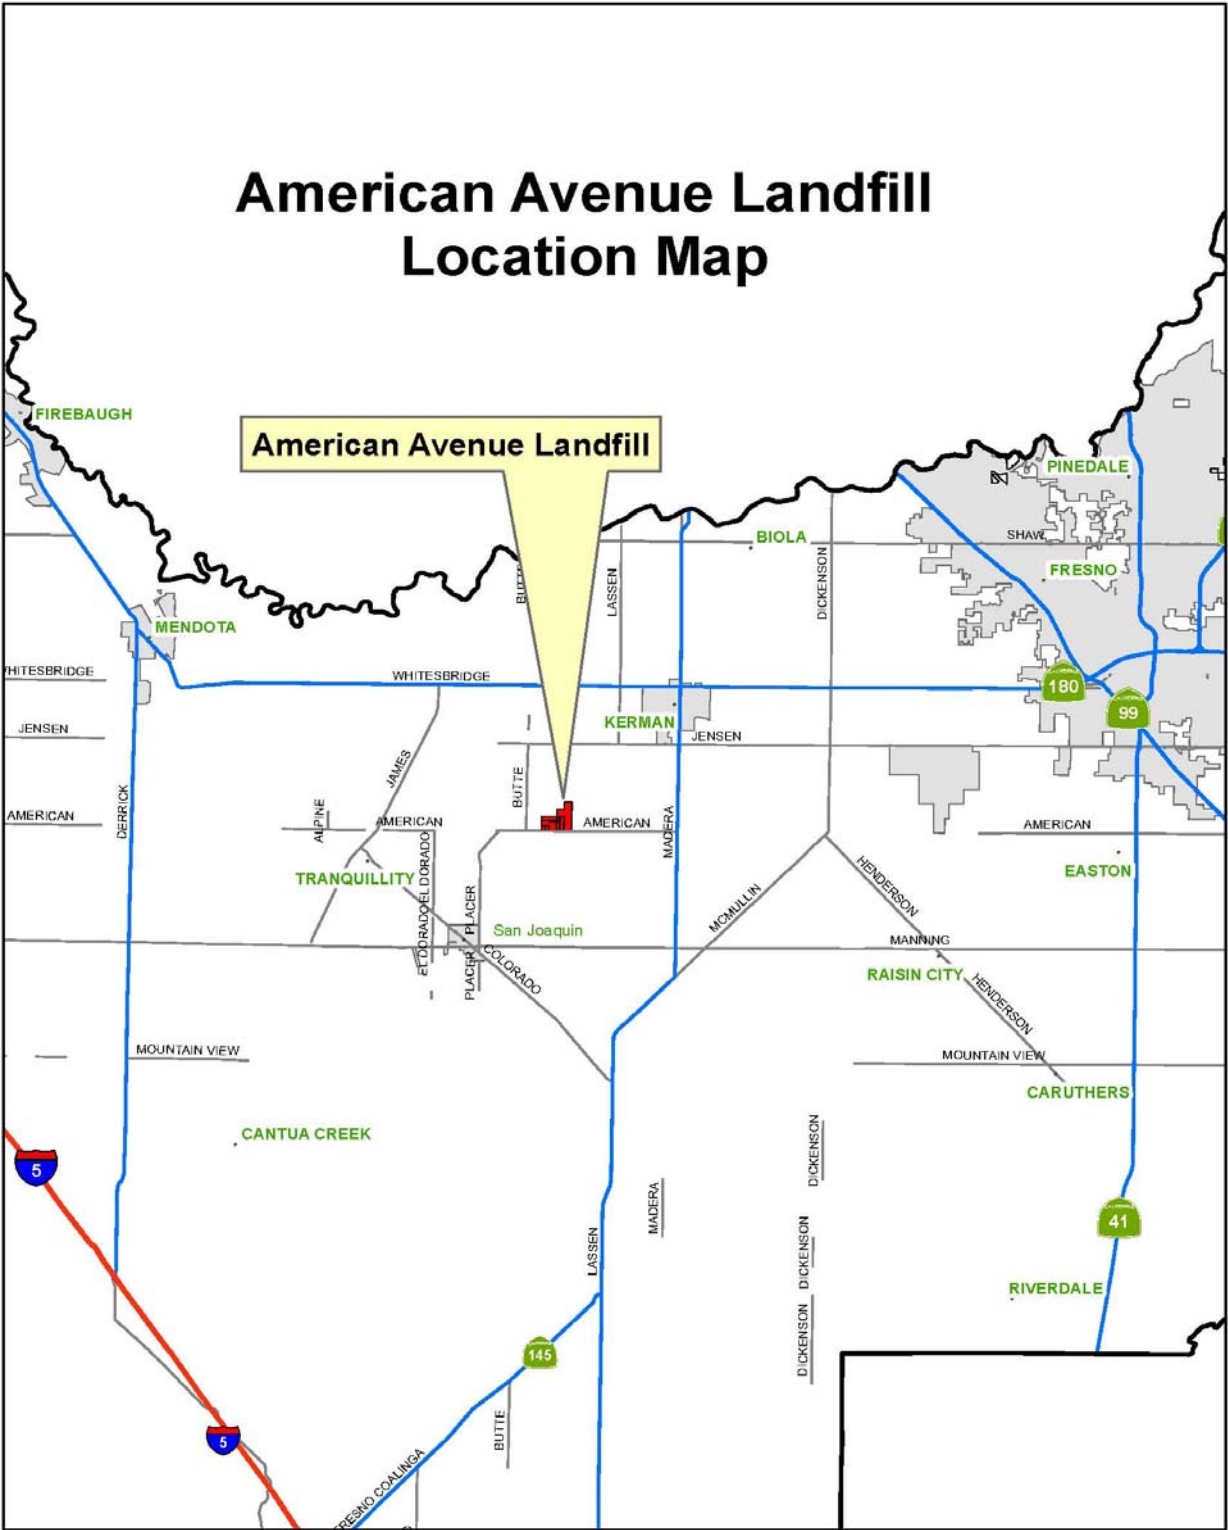 American Avenue Landfill
Location Map
FIREBAUGH
American Avenue Landfill
PINEDALE
SHAW
BIOLA
FRESNO
LASSEN
DICKENSON
MENDOTA
WHITESBRIDGE
180
99
KERMAN
JENSEN
JENSEN
JAMES
BUTTE
DERRICK
ALPINE
AMERICAN
AMERICAN
AMERICAN
MADERA
AMERICAN
EASTON
TRANQUILLITY
EL DORADO
EL DORADO
PLACER
PLACER
San Joaquin
COLORADO
MCMULLIN
HENDERSON
MANNING
RAISIN CITY
HENDERSON
MOUNTAIN VIEW
MOUNTAIN VIEW
CARUTHERS
CANTUA CREEK
DICKENSON
5
MADERA
LASSEN
DICKENSON
41
RIVERDALE
DICKENSON
145
BUTTE
5
FRESNO COALINGA